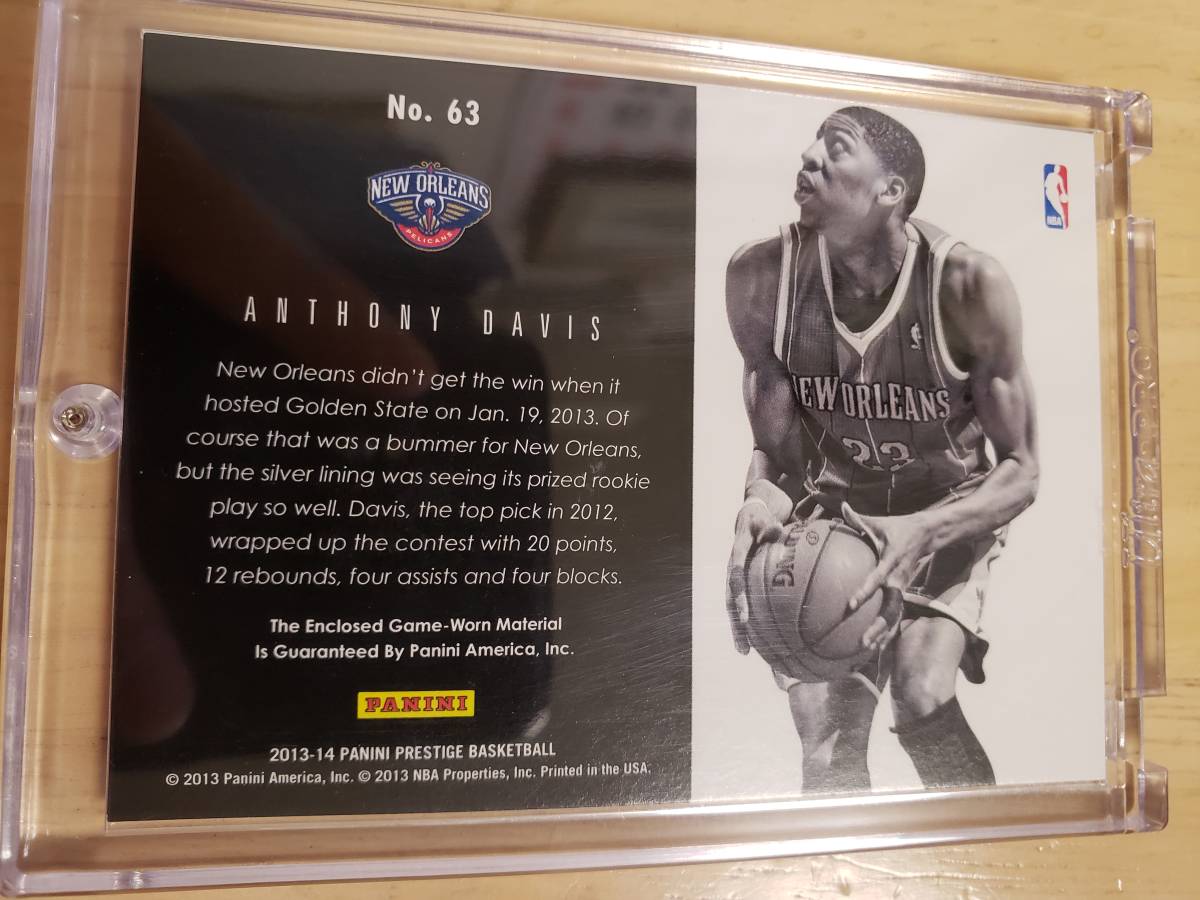 No. 63
NEW ORLEANS
PELICANS
ANTHONY DAVIS
New Orleans didn't get the win when it
hosted Golden State on Jan. 19, 2013. Of
course that was a bummer for New Orleans,
but the silver lining was seeing its prized rookie
play so well. Davis, the top pick in 2012,
wrapped up the contest with 20 points,
12 rebounds, four assists and four blocks.
The Enclosed Game-Worn Material
Is Guaranteed By Panini America, Inc.
PANINI
2013-14 PANINI PRESTIGE BASKETBALL
© 2013 Panini America, Inc. © 2013 NBA Properties, Inc. Printed in the USA.
NBA
EW ORLEANS
23
SPALDING
Ultra PRO